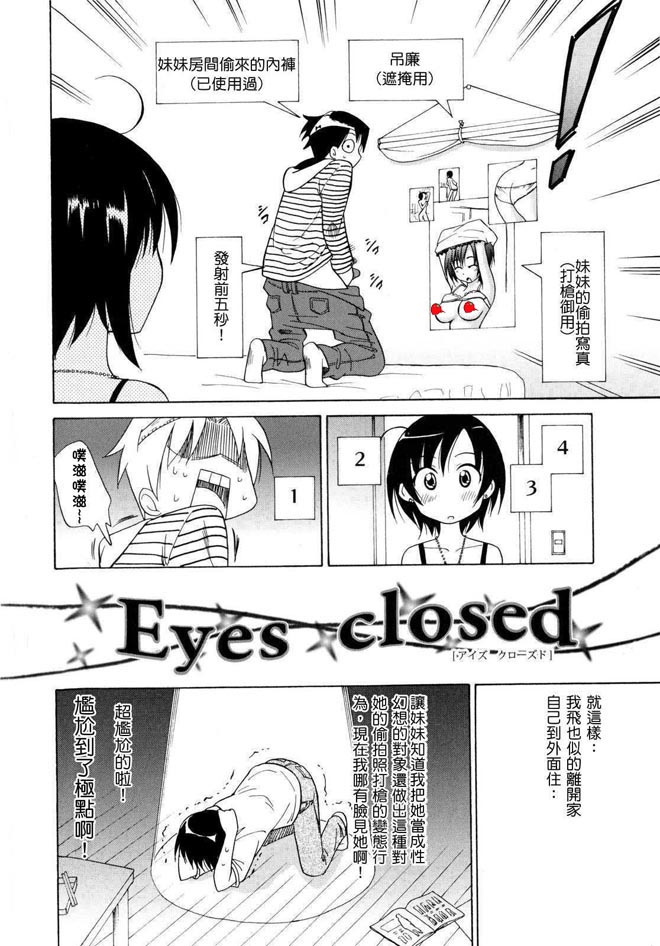 吊廉
(遮掩用)
妹妹房間偷來的內褲
(已使用過)
妹妹的偷拍寫真
(打槍御用)
發射前五秒！
4
3
2
1
噗滋噗滋~
Eyes closed
[アイズ クローズド]
就這樣…
我飛也似的離開家
自己到外面住…
讓妹妹知道我把她當成性
幻想的對象還做出這種對
她的偷拍照打槍的變態行
為，現在我哪有臉見她啊！
超尷尬的啦！
尷尬到了極點啊！